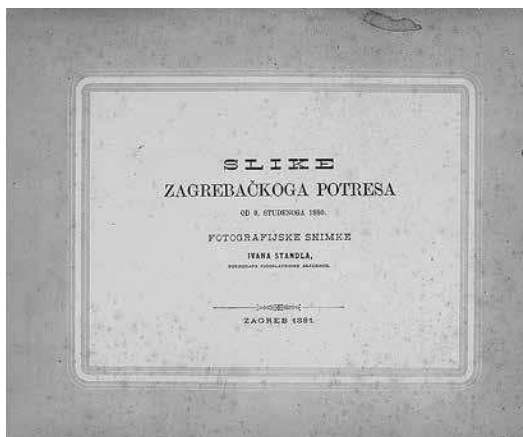 SLIKE
ZAGREBAČKOGA POTRESA
OD 9. STUDENOGA 1880.
FOTOGRAFIJSKE SNIMKE
IVANA STANDLA,
ZAGREB 1881.